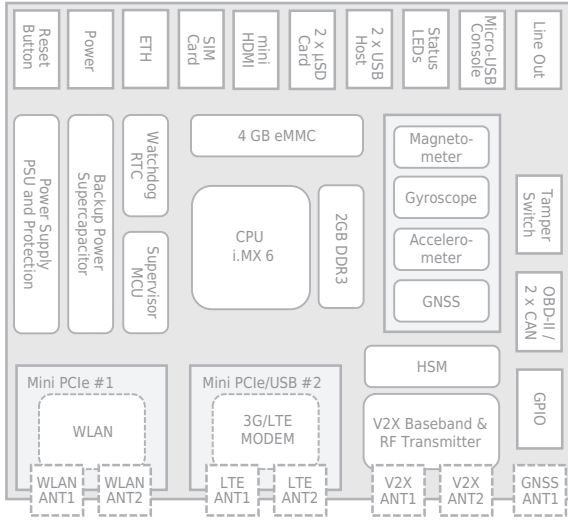 Reset
Button
Power
ETH
SIM
Card
mini
HDMI
2 x µSD
Card
2 x USB
Host
Status
LEDs
Micro-USB
Console
Line Out
Power Supply
PSU and Protection
Backup Power
Supercapacitor
Watchdog
RTC
Supervisor
MCU
4 GB eMMC
CPU
i.MX 6
2GB DDR3
Magneto-
meter
Gyroscope
Accelero-
meter
GNSS
Tamper
Switch
OBD-II /
2 x CAN
GPIO
HSM
V2X Baseband &
RF Transmitter
Mini PCIe #1
WLAN
Mini PCIe/USB #2
3G/LTE
MODEM
WLAN
ANT1
WLAN
ANT2
LTE
ANT1
LTE
ANT2
V2X
ANT1
V2X
ANT2
GNSS
ANT1